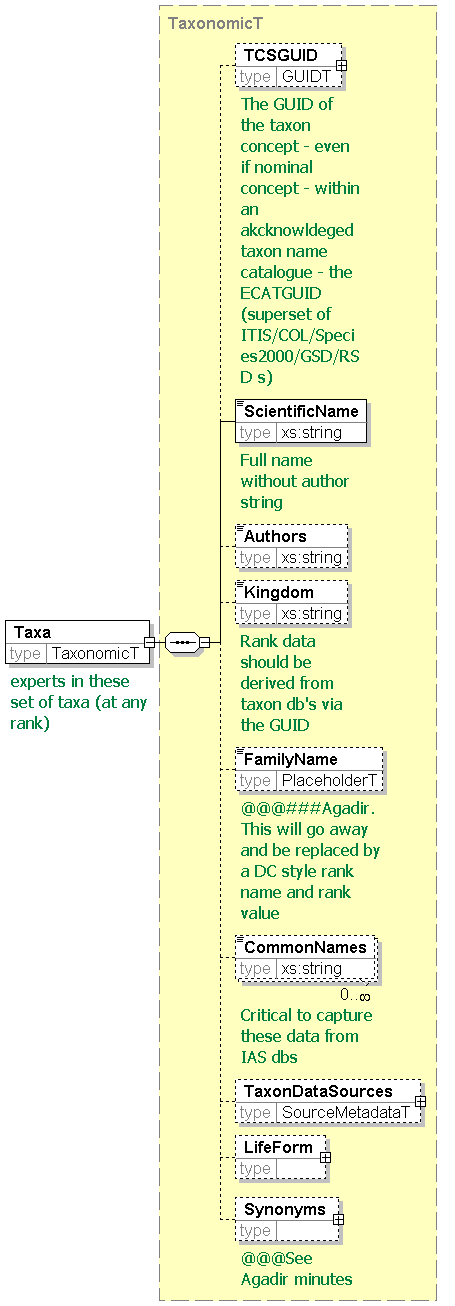 TaxonomicT
TCSGUID
type GUIDT
The GUID of
the taxon
concept - even
if nominal
concept - within
an
akcknowldeged
taxon name
catalogue - the
ECATGUID
(superset of
ITIS/COL/Speci
es2000/GSD/RS
D s)
ScientificName
type xs:string
Full name
without author
string
Authors
type xs:string
Kingdom
type xs:string
Rank data
should be
derived from
taxon db's via
the GUID
Taxa
type TaxonomicT
experts in these
set of taxa (at any
rank)
FamilyName
type PlaceholderT
@@@###Agadir.
This will go away
and be replaced by
a DC style rank
name and rank
value
CommonNames
type xs:string
0..∞
Critical to capture
these data from
IAS dbs
TaxonDataSources
type SourceMetadataT
LifeForm
type
Synonyms
type
@@@See
Agadir minutes